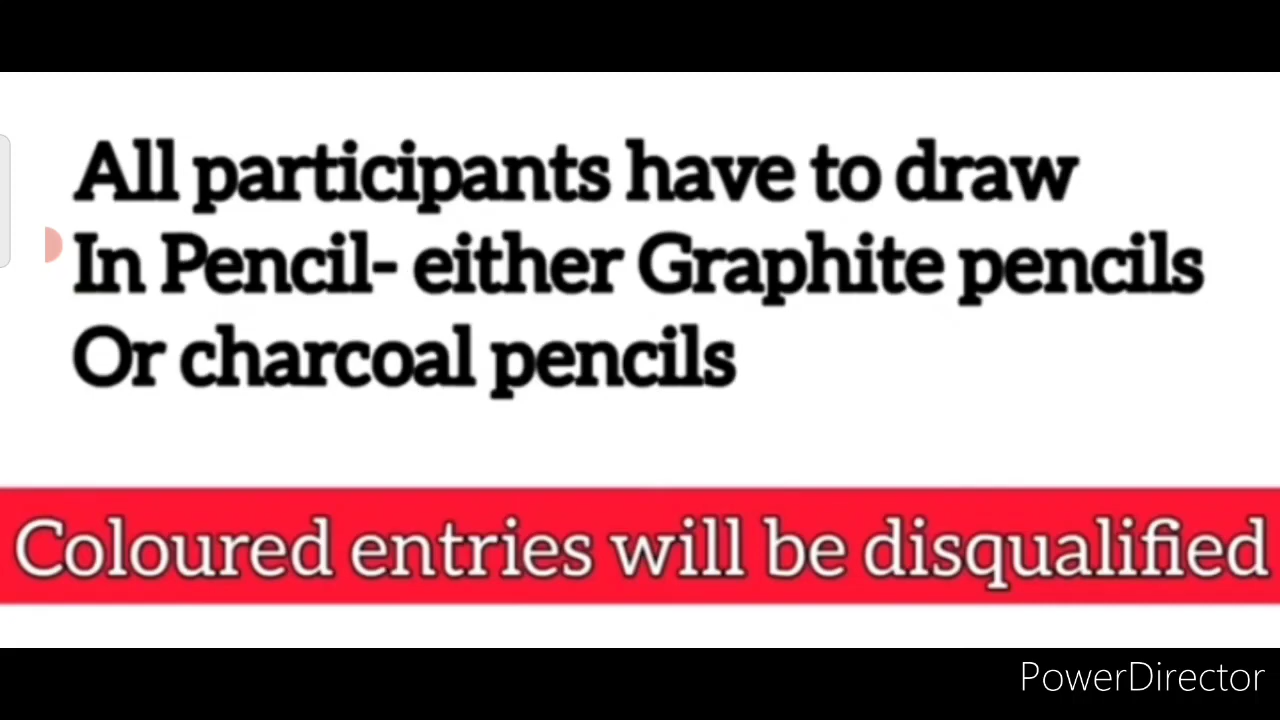 All participants have to draw
In Pencil- either Graphite pencils
Or charcoal pencils
Coloured entries will be disqualified
PowerDirector